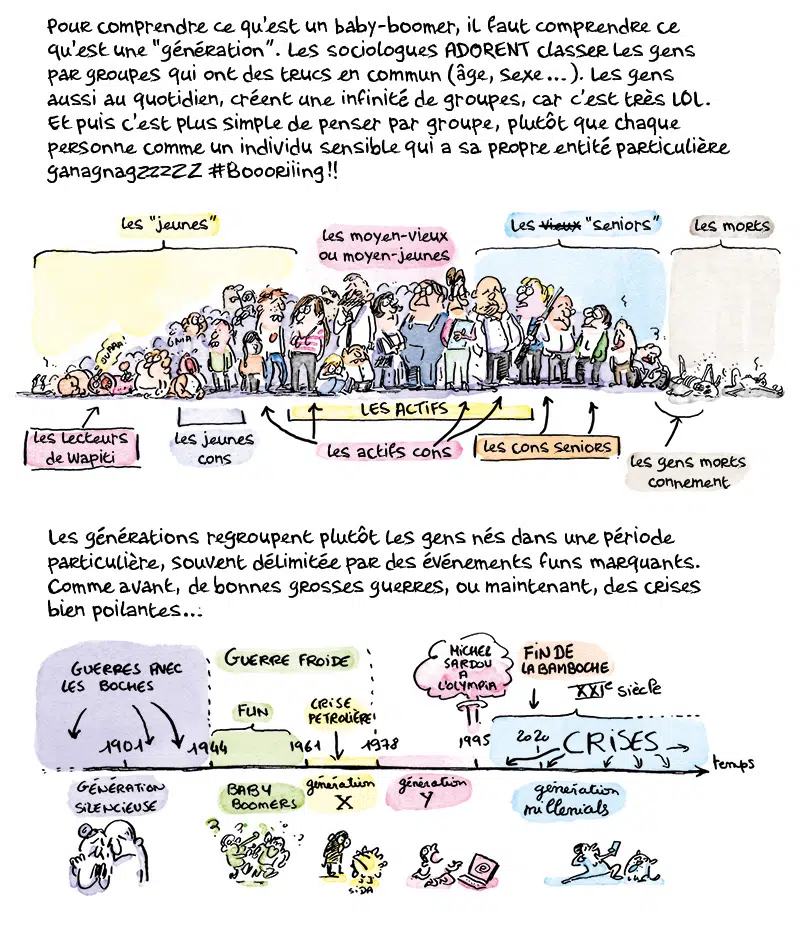 Pour comprendre ce qu'est un baby-boomer, il faut comprendre ce
qu'est une "génération". Les sociologues ADORENT classer les gens
par groupes qui ont des trucs en commun (âge, sexe...). Les gens
aussi au quotidien, créent une infinité de groupes, car c'est très LOL.
Et puis c'est plus simple de penser par groupe, plutôt que chaque
personne comme un individu sensible qui a sa propre entité particulière
ganagnagzzzzz #Boooriiing!!
les "jeunes"
les moyen-vieux
ou moyen-jeunes
les vieux "seniors"
les morts
OURRR
GNA
LES ACTIFS
les lecteurs
de Wapiti
les jeunes
cons
les actifs cons
les cons seniors
les gens morts
connement
Les générations regroupent plutôt les gens nés dans une période
particulière, souvent délimitée par des événements funs marquants.
Comme avant, de bonnes grosses guerres, ou maintenant, des crises
bien poilantes...
GUERRES AVEC
LES BOCHES
GUERRE FROIDE
FUN
CRISE
PETROLIÈRE
MICHEL
SARDOU
A
L'OLYMPIA
FIN DE
LA BAMBOCHE
XXIe siècle
1901
1944
1961
1978
1995
2020
CRISES
temps
GÉNÉRATION
SILENCIEUSE
BABY
BOOMERS
génération
X
génération
Y
génération
millenials
SIDA